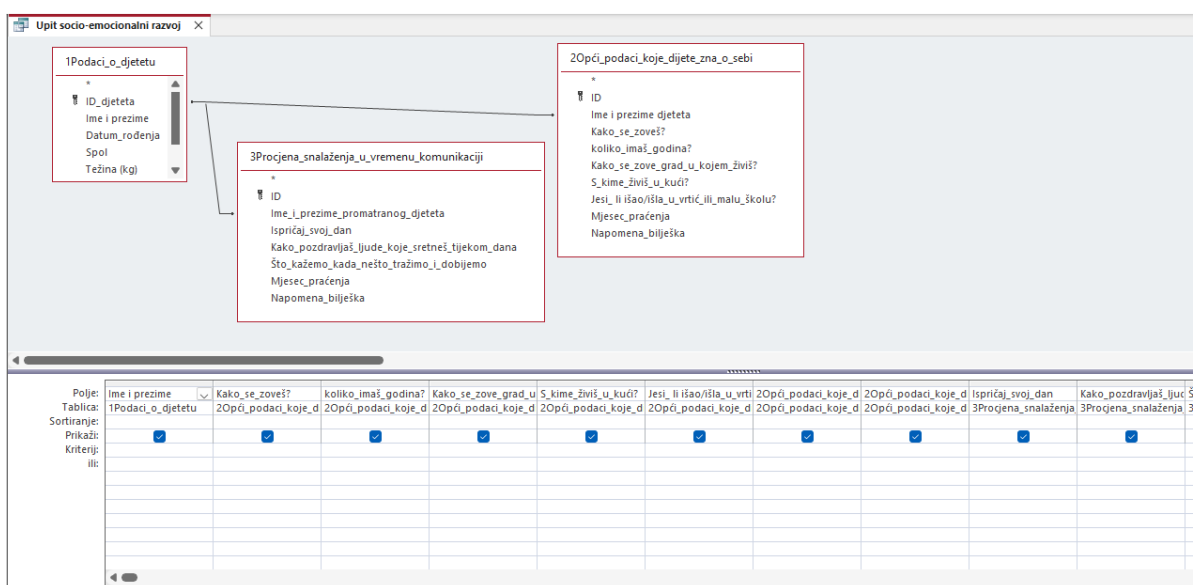 Upit socio-emocionalni razvoj
1Podaci_o_djetetu
*
ID_djeteta
Ime i prezime
Datum_rođenja
Spol
Težina (kg)
3Procjena_snalaženja_u_vremenu_komunikaciji
*
ID
Ime_i_prezime_promatranog_djeteta
Ispričaj_svoj_dan
Kako_pozdravljaš_ljude_koje_sretneš_tijekom_dana
Što_kažemo_kada_nešto_tražimo_i_dobijemo
Mjesec_praćenja
Napomena_bilješka
2Opći_podaci_koje_dijete_zna_o_sebi
*
ID
Ime i prezime djeteta
Kako_se_zoveš?
koliko_imaš_godina?
Kako_se_zove_grad_u_kojem_živiš?
S_kime_živiš_u_kući?
Jesi_ li išao/išla_u_vrtić_ili_malu_školu?
Mjesec_praćenja
Napomena_bilješka
Polje: Ime i prezime Kako_se_zoveš? koliko_imaš_godina? Kako_se_zove_grad_u S_kime_živiš_u_kući? Jesi_ li išao/išla_u_vrti 2Opći_podaci_koje_d 2Opći_podaci_koje_d Ispričaj_svoj_dan Kako_pozdravljaš_ljuc
Tablica: 1Podaci_o_djetetu 2Opći_podaci_koje_d 2Opći_podaci_koje_d 2Opći_podaci_koje_d 2Opći_podaci_koje_d 2Opći_podaci_koje_d 2Opći_podaci_koje_d 2Opći_podaci_koje_d 3Procjena_snalaženja 3Procjena_snalaženja 3
Sortiranje:
Prikaži:
Kriterij:
ili: